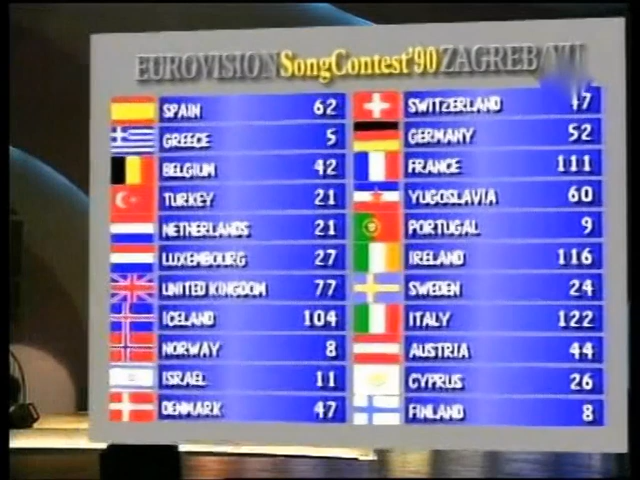 EUROVISION SongContest'90 ZAGREB
SPAIN 62
GREECE 5
BELGIUM 42
TURKEY 21
NETHERLANDS 21
LUXEMBOURG 27
UNITED KINGDOM 77
ICELAND 104
NORWAY 8
ISRAEL 11
DENMARK 47
SWITZERLAND 47
GERMANY 52
FRANCE 111
YUGOSLAVIA 60
PORTUGAL 9
IRELAND 116
SWEDEN 24
ITALY 122
AUSTRIA 44
CYPRUS 26
FINLAND 8